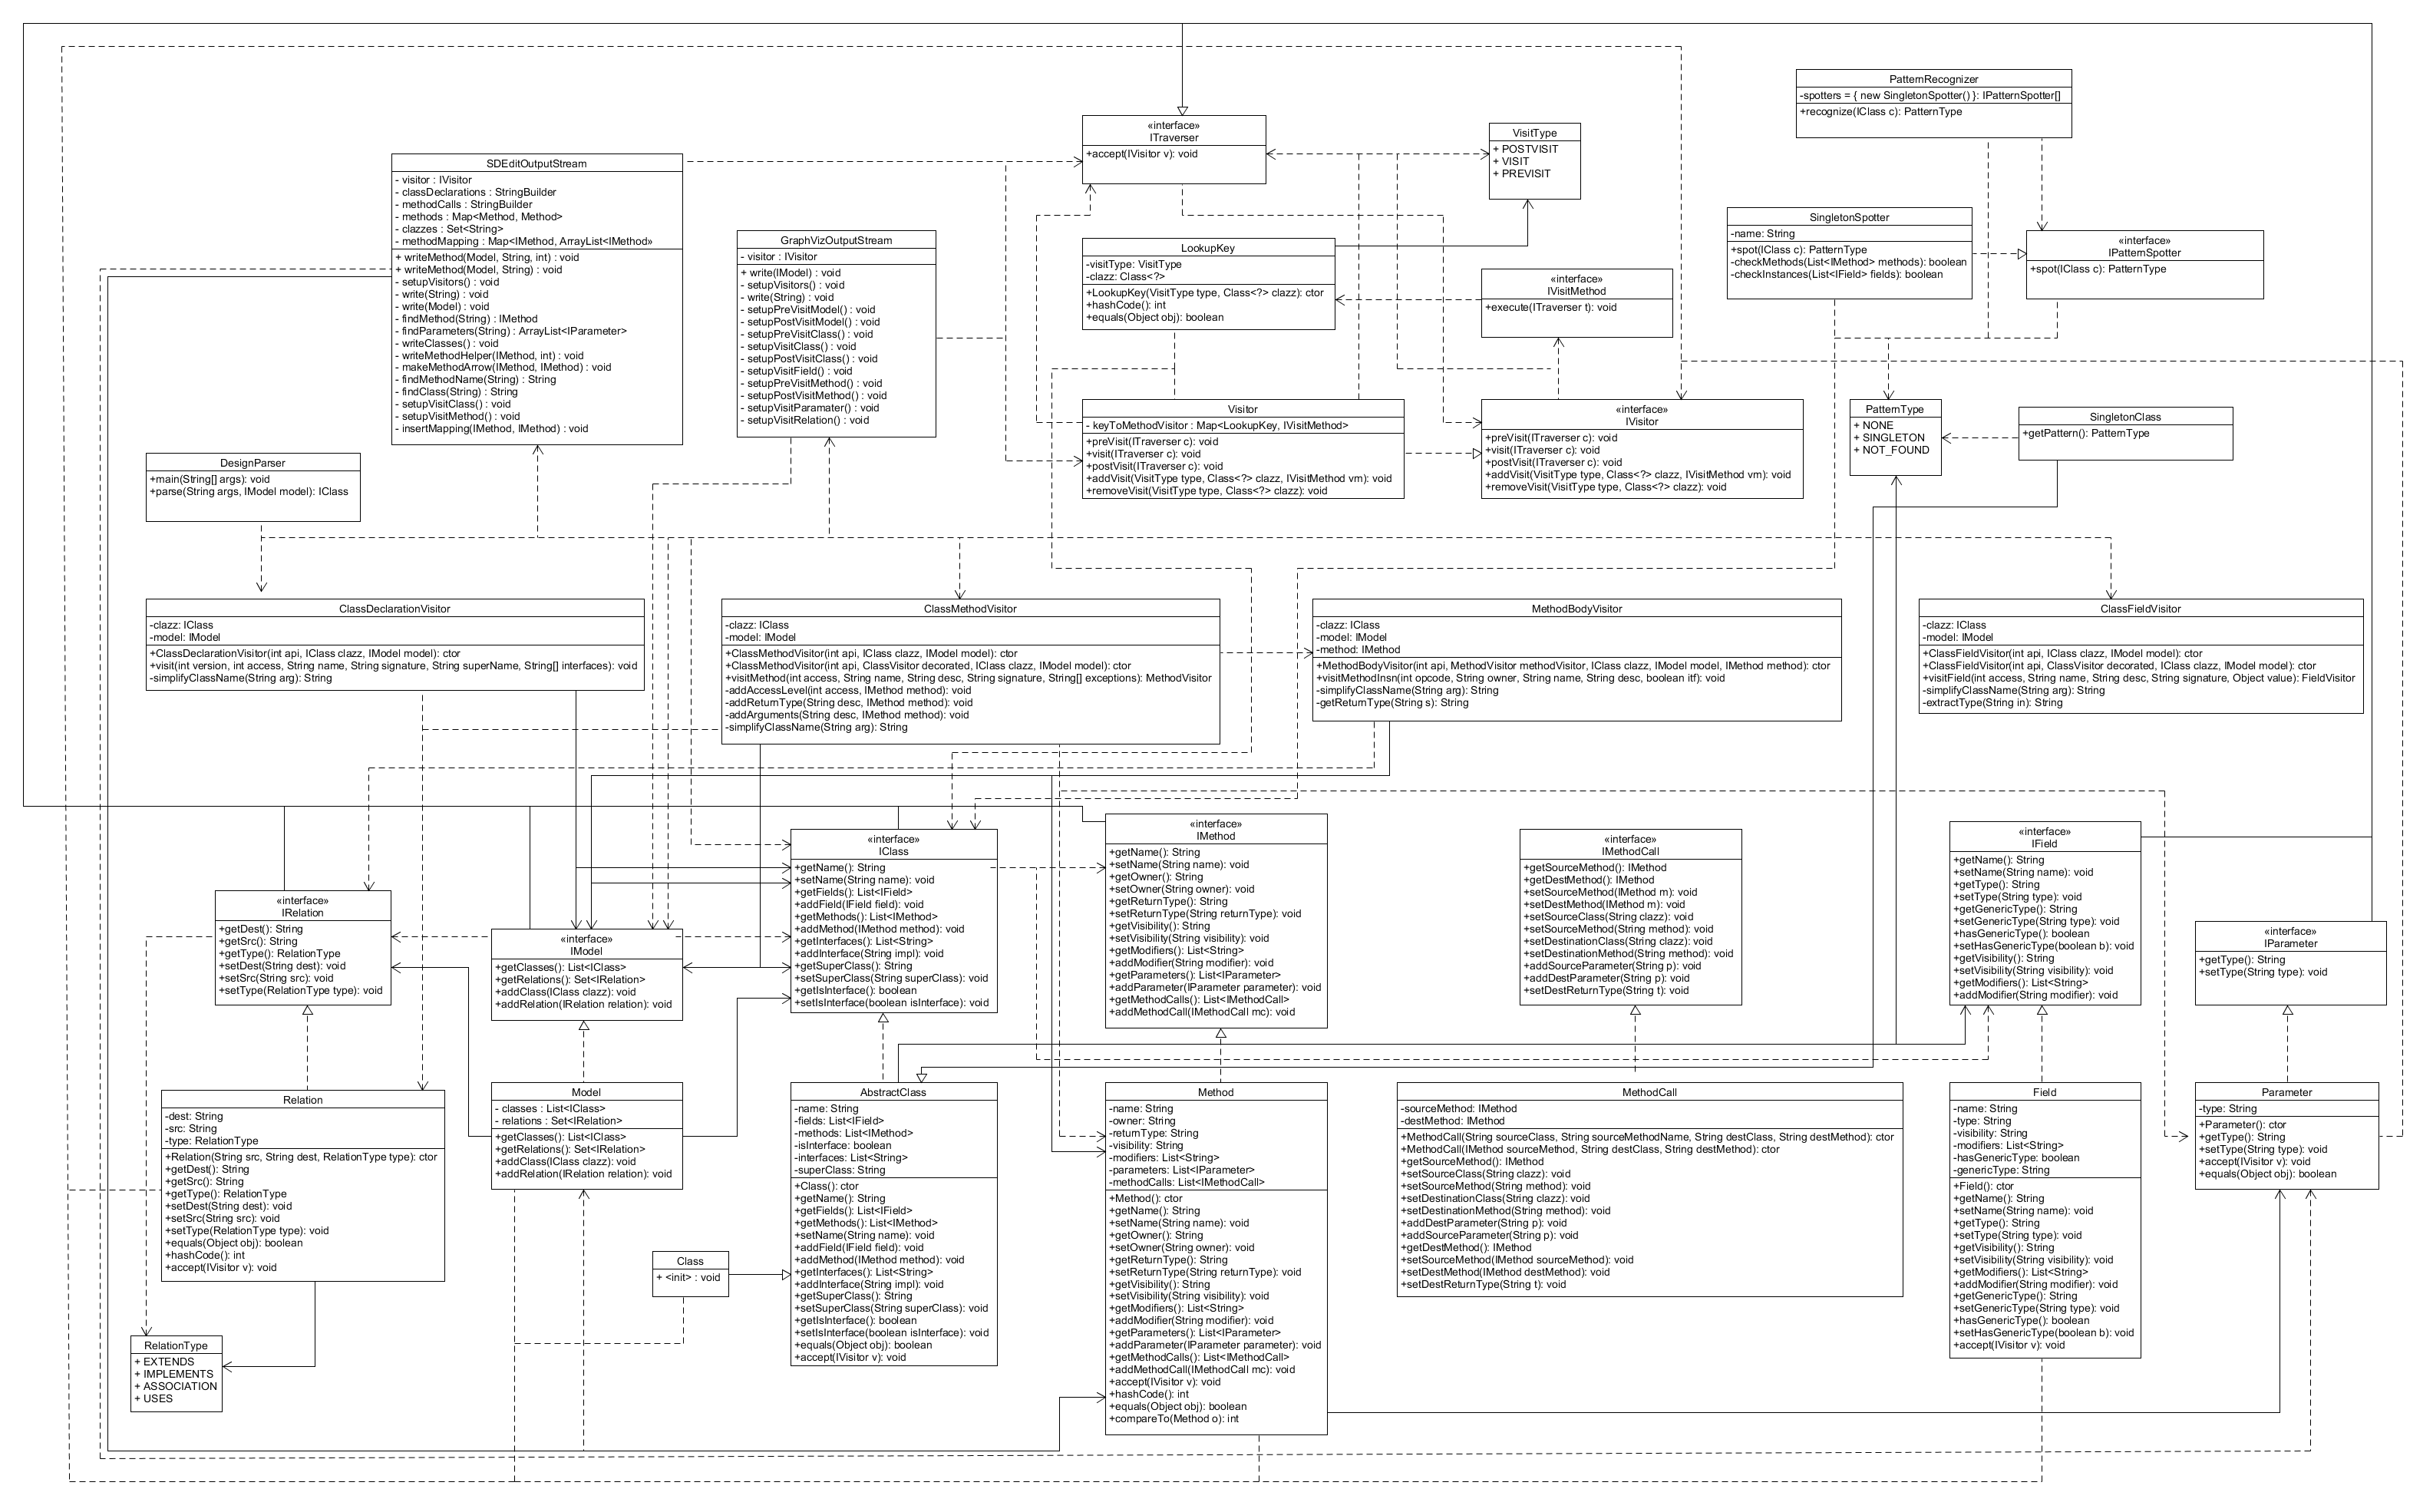 PatternRecognizer
-spotters = { new SingletonSpotter() }: IPatternSpotter[]
+recognize(IClass c): PatternType
«interface»
ITraverser
+accept(IVisitor v): void
VisitType
+ POSTVISIT
+ VISIT
+ PREVISIT
SDEditOutputStream
- visitor : IVisitor
- classDeclarations : StringBuilder
- methodCalls : StringBuilder
- methods : Map<Method, Method>
- clazzes : Set<String>
- methodMapping : Map<IMethod, ArrayList<IMethod»
+ writeMethod(Model, String, int) : void
+ writeMethod(Model, String) : void
- setupVisitors() : void
- write(String) : void
- write(Model) : void
- findMethod(String) : IMethod
- findParameters(String) : ArrayList<IParameter>
- writeClasses() : void
- writeMethodHelper(IMethod, int) : void
- makeMethodArrow(IMethod, IMethod) : void
- findMethodName(String) : String
- findClass(String) : String
- setupVisitClass() : void
- setupVisitMethod() : void
- insertMapping(IMethod, IMethod) : void
GraphVizOutputStream
- visitor : IVisitor
+ write(IModel) : void
- setupVisitors() : void
- write(String) : void
- setupPreVisitModel() : void
- setupPostVisitModel() : void
- setupPreVisitClass() : void
- setupVisitClass() : void
- setupPostVisitClass() : void
- setupVisitField() : void
- setupPreVisitMethod() : void
- setupPostVisitMethod() : void
- setupVisitParamater() : void
- setupVisitRelation() : void
LookupKey
-visitType: VisitType
-clazz: Class<?>
+LookupKey(VisitType type, Class<?> clazz): ctor
+hashCode(): int
+equals(Object obj): boolean
«interface»
IVisitMethod
+execute(ITraverser t): void
SingletonSpotter
-name: String
+spot(IClass c): PatternType
-checkMethods(List<IMethod> methods): boolean
-checkInstances(List<IField> fields): boolean
«interface»
IPatternSpotter
+spot(IClass c): PatternType
Visitor
- keyToMethodVisitor : Map<LookupKey, IVisitMethod>
+preVisit(ITraverser c): void
+visit(ITraverser c): void
+postVisit(ITraverser c): void
+addVisit(VisitType type, Class<?> clazz, IVisitMethod vm): void
+removeVisit(VisitType type, Class<?> clazz): void
«interface»
IVisitor
+preVisit(ITraverser c): void
+visit(ITraverser c): void
+postVisit(ITraverser c): void
+addVisit(VisitType type, Class<?> clazz, IVisitMethod vm): void
+removeVisit(VisitType type, Class<?> clazz): void
PatternType
+ NONE
+ SINGLETON
+ NOT_FOUND
SingletonClass
+getPattern(): PatternType
DesignParser
+main(String[] args): void
+parse(String args, IModel model): IClass
ClassDeclarationVisitor
-clazz: IClass
-model: IModel
+ClassDeclarationVisitor(int api, IClass clazz, IModel model): ctor
+visit(int version, int access, String name, String signature, String superName, String[] interfaces): void
-simplifyClassName(String arg): String
ClassMethodVisitor
-clazz: IClass
-model: IModel
+ClassMethodVisitor(int api, IClass clazz, IModel model): ctor
+ClassMethodVisitor(int api, ClassVisitor decorated, IClass clazz, IModel model): ctor
+visitMethod(int access, String name, String desc, String signature, String[] exceptions): MethodVisitor
-addAccessLevel(int access, IMethod method): void
-addReturnType(String desc, IMethod method): void
-addArguments(String desc, IMethod method): void
-simplifyClassName(String arg): String
MethodBodyVisitor
-clazz: IClass
-model: IModel
-method: IMethod
+MethodBodyVisitor(int api, MethodVisitor methodVisitor, IClass clazz, IModel model, IMethod method): ctor
+visitMethodInsn(int opcode, String owner, String name, String desc, boolean itf): void
-simplifyClassName(String arg): String
-getReturnType(String s): String
ClassFieldVisitor
-clazz: IClass
-model: IModel
+ClassFieldVisitor(int api, IClass clazz, IModel model): ctor
+ClassFieldVisitor(int api, ClassVisitor decorated, IClass clazz, IModel model): ctor
+visitField(int access, String name, String desc, String signature, Object value): FieldVisitor
-simplifyClassName(String arg): String
-extractType(String in): String
«interface»
IRelation
+getDest(): String
+getSrc(): String
+getType(): RelationType
+setDest(String dest): void
+setSrc(String src): void
+setType(RelationType type): void
«interface»
IModel
+getClasses(): List<IClass>
+getRelations(): Set<IRelation>
+addClass(IClass clazz): void
+addRelation(IRelation relation): void
«interface»
IClass
+getName(): String
+setName(String name): void
+getFields(): List<IField>
+addField(IField field): void
+getMethods(): List<IMethod>
+addMethod(IMethod method): void
+getInterfaces(): List<String>
+addInterface(String impl): void
+getSuperClass(): String
+setSuperClass(String superClass): void
+getIsInterface(): boolean
+setIsInterface(boolean isInterface): void
«interface»
IMethod
+getName(): String
+setName(String name): void
+getOwner(): String
+setOwner(String owner): void
+getReturnType(): String
+setReturnType(String returnType): void
+getVisibility(): String
+setVisibility(String visibility): void
+getModifiers(): List<String>
+addModifier(String modifier): void
+getParameters(): List<IParameter>
+addParameter(IParameter parameter): void
+getMethodCalls(): List<IMethodCall>
+addMethodCall(IMethodCall mc): void
«interface»
IMethodCall
+getSourceMethod(): IMethod
+getDestMethod(): IMethod
+setSourceMethod(IMethod m): void
+setDestMethod(IMethod m): void
+setSourceClass(String clazz): void
+setSourceMethod(String method): void
+setDestinationClass(String clazz): void
+setDestinationMethod(String method): void
+addSourceParameter(String p): void
+addDestParameter(String p): void
+setDestReturnType(String t): void
«interface»
IField
+getName(): String
+setName(String name): void
+getType(): String
+setType(String type): void
+getGenericType(): String
+setGenericType(String type): void
+hasGenericType(): boolean
+setHasGenericType(boolean b): void
+getVisibility(): String
+setVisibility(String visibility): void
+getModifiers(): List<String>
+addModifier(String modifier): void
«interface»
IParameter
+getType(): String
+setType(String type): void
Relation
-dest: String
-src: String
-type: RelationType
+Relation(String src, String dest, RelationType type): ctor
+getDest(): String
+getSrc(): String
+getType(): RelationType
+setDest(String dest): void
+setSrc(String src): void
+setType(RelationType type): void
+equals(Object obj): boolean
+hashCode(): int
+accept(IVisitor v): void
Model
- classes : List<IClass>
- relations : Set<IRelation>
+getClasses(): List<IClass>
+getRelations(): Set<IRelation>
+addClass(IClass clazz): void
+addRelation(IRelation relation): void
AbstractClass
-name: String
-fields: List<IField>
-methods: List<IMethod>
-isInterface: boolean
-interfaces: List<String>
-superClass: String
+Class(): ctor
+getName(): String
+getFields(): List<IField>
+getMethods(): List<IMethod>
+setName(String name): void
+addField(IField field): void
+addMethod(IMethod method): void
+getInterfaces(): List<String>
+addInterface(String impl): void
+getSuperClass(): String
+setSuperClass(String superClass): void
+getIsInterface(): boolean
+setIsInterface(boolean isInterface): void
+equals(Object obj): boolean
+accept(IVisitor v): void
Method
-name: String
-owner: String
-returnType: String
-visibility: String
-modifiers: List<String>
-parameters: List<IParameter>
-methodCalls: List<IMethodCall>
+Method(): ctor
+getName(): String
+setName(String name): void
+getOwner(): String
+setOwner(String owner): void
+getReturnType(): String
+setReturnType(String returnType): void
+getVisibility(): String
+setVisibility(String visibility): void
+getModifiers(): List<String>
+addModifier(String modifier): void
+getParameters(): List<IParameter>
+addParameter(IParameter parameter): void
+getMethodCalls(): List<IMethodCall>
+addMethodCall(IMethodCall mc): void
+accept(IVisitor v): void
+hashCode(): int
+equals(Object obj): boolean
+compareTo(Method o): int
MethodCall
-sourceMethod: IMethod
-destMethod: IMethod
+MethodCall(String sourceClass, String sourceMethodName, String destClass, String destMethod): ctor
+MethodCall(IMethod sourceMethod, String destClass, String destMethod): ctor
+getSourceMethod(): IMethod
+setSourceClass(String clazz): void
+setSourceMethod(String method): void
+setDestinationClass(String clazz): void
+setDestinationMethod(String method): void
+addDestParameter(String p): void
+addSourceParameter(String p): void
+getDestMethod(): IMethod
+setSourceMethod(IMethod sourceMethod): void
+setDestMethod(IMethod destMethod): void
+setDestReturnType(String t): void
Field
-name: String
-type: String
-visibility: String
-modifiers: List<String>
-hasGenericType: boolean
-genericType: String
+Field(): ctor
+getName(): String
+setName(String name): void
+getType(): String
+setType(String type): void
+getVisibility(): String
+setVisibility(String visibility): void
+getModifiers(): List<String>
+addModifier(String modifier): void
+getGenericType(): String
+setGenericType(String type): void
+hasGenericType(): boolean
+setHasGenericType(boolean b): void
+accept(IVisitor v): void
Parameter
-type: String
+Parameter(): ctor
+getType(): String
+setType(String type): void
+accept(IVisitor v): void
+equals(Object obj): boolean
Class
+ <init> : void
RelationType
+ EXTENDS
+ IMPLEMENTS
+ ASSOCIATION
+ USES